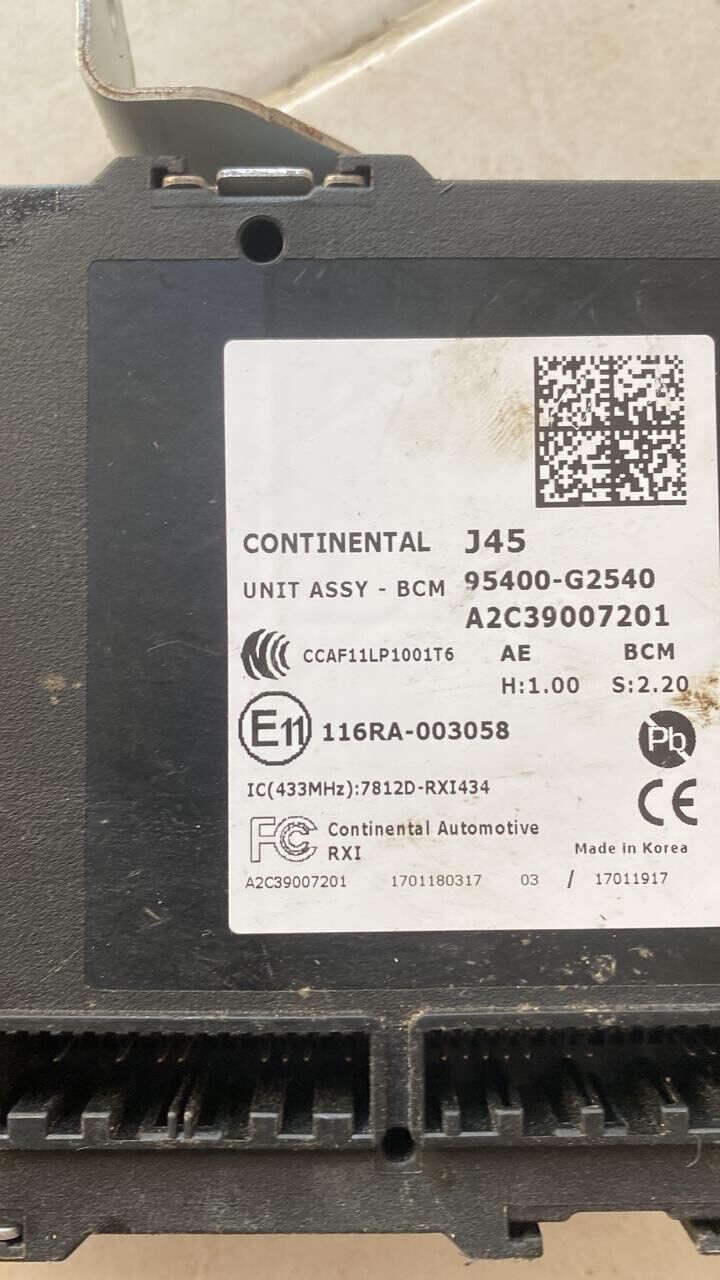 CONTINENTAL J45
UNIT ASSY - BCM 95400-G2540
A2C39007201
CCAF11LP1001T6 AE BCM
H:1.00 S:2.20
E11 116RA-003058
Pb
IC(433MHz):7812D-RXI434
CE
FC Continental Automotive
RXI
Made in Korea
A2C39007201 1701180317 03 / 17011917